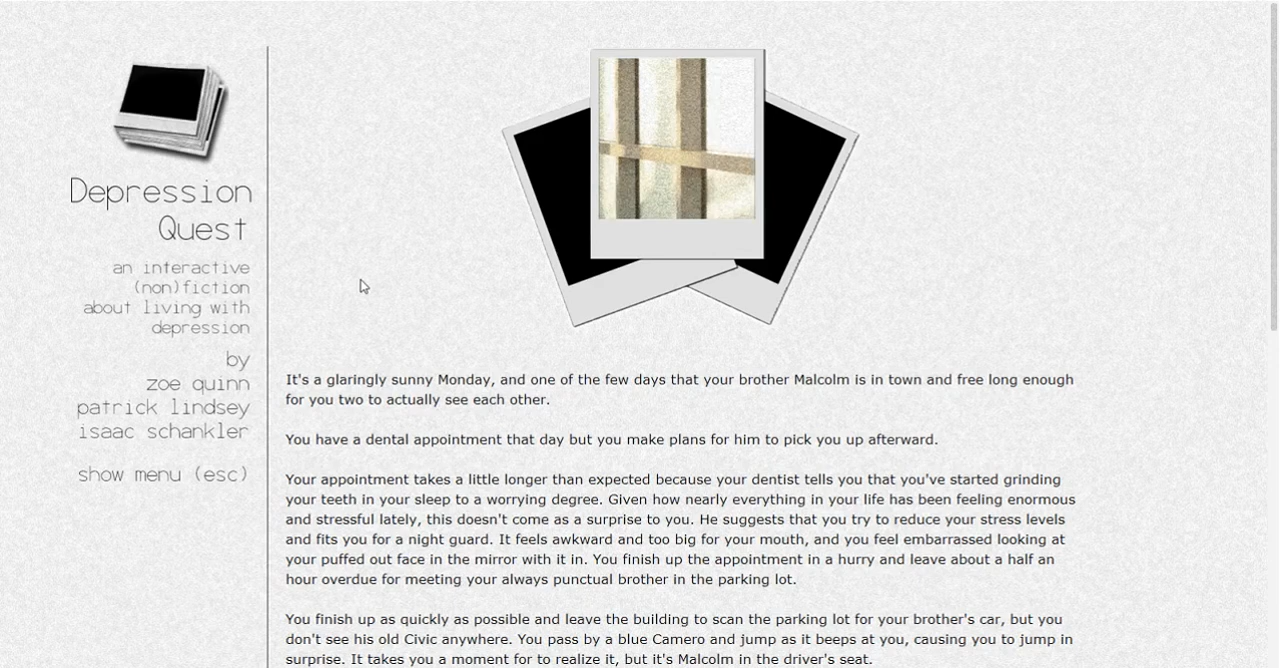 Depression
Quest
an interactive
(non)fiction
about living with
depression
by
zoe quinn
patrick lindsey
isaac schankler
show menu (esc)
It's a glaringly sunny Monday, and one of the few days that your brother Malcolm is in town and free long enough
for you two to actually see each other.
You have a dental appointment that day but you make plans for him to pick you up afterward.
Your appointment takes a little longer than expected because your dentist tells you that you've started grinding
your teeth in your sleep to a worrying degree. Given how nearly everything in your life has been feeling enormous
and stressful lately, this doesn't come as a surprise to you. He suggests that you try to reduce your stress levels
and fits you for a night guard. It feels awkward and too big for your mouth, and you feel embarrassed looking at
your puffed out face in the mirror with it in. You finish up the appointment in a hurry and leave about a half an
hour overdue for meeting your always punctual brother in the parking lot.
You finish up as quickly as possible and leave the building to scan the parking lot for your brother's car, but you
don't see his old Civic anywhere. You pass by a blue Camero and jump as it beeps at you, causing you to jump in
surprise. It takes you a moment for to realize it, but it's Malcolm in the driver's seat.